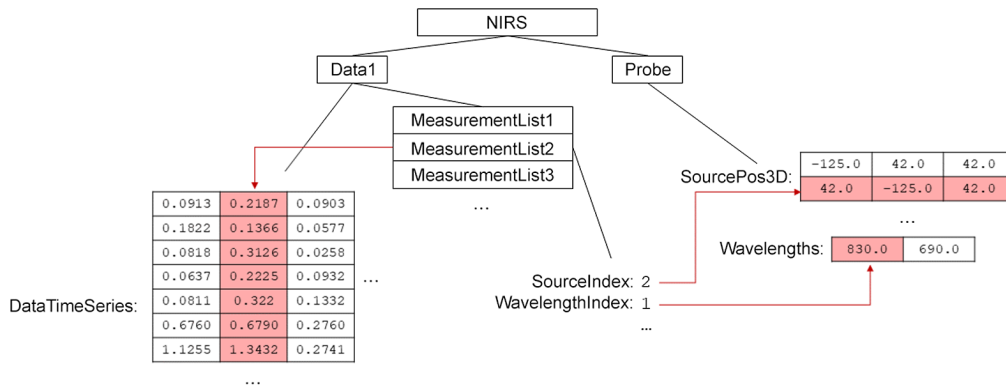 NIRS
Data1
Probe
MeasurementList1
MeasurementList2
MeasurementList3
...
SourcePos3D:
-125.0 42.0 42.0
42.0 -125.0 42.0
...
Wavelengths:
830.0 690.0
SourceIndex: 2
WavelengthIndex: 1
...
DataTimeSeries:
0.0913 0.2187 0.0903
0.1822 0.1366 0.0577
0.0818 0.3126 0.0258
0.0637 0.2225 0.0932
...
0.0811 0.322 0.1332
0.6760 0.6790 0.2760
1.1255 1.3432 0.2741
...